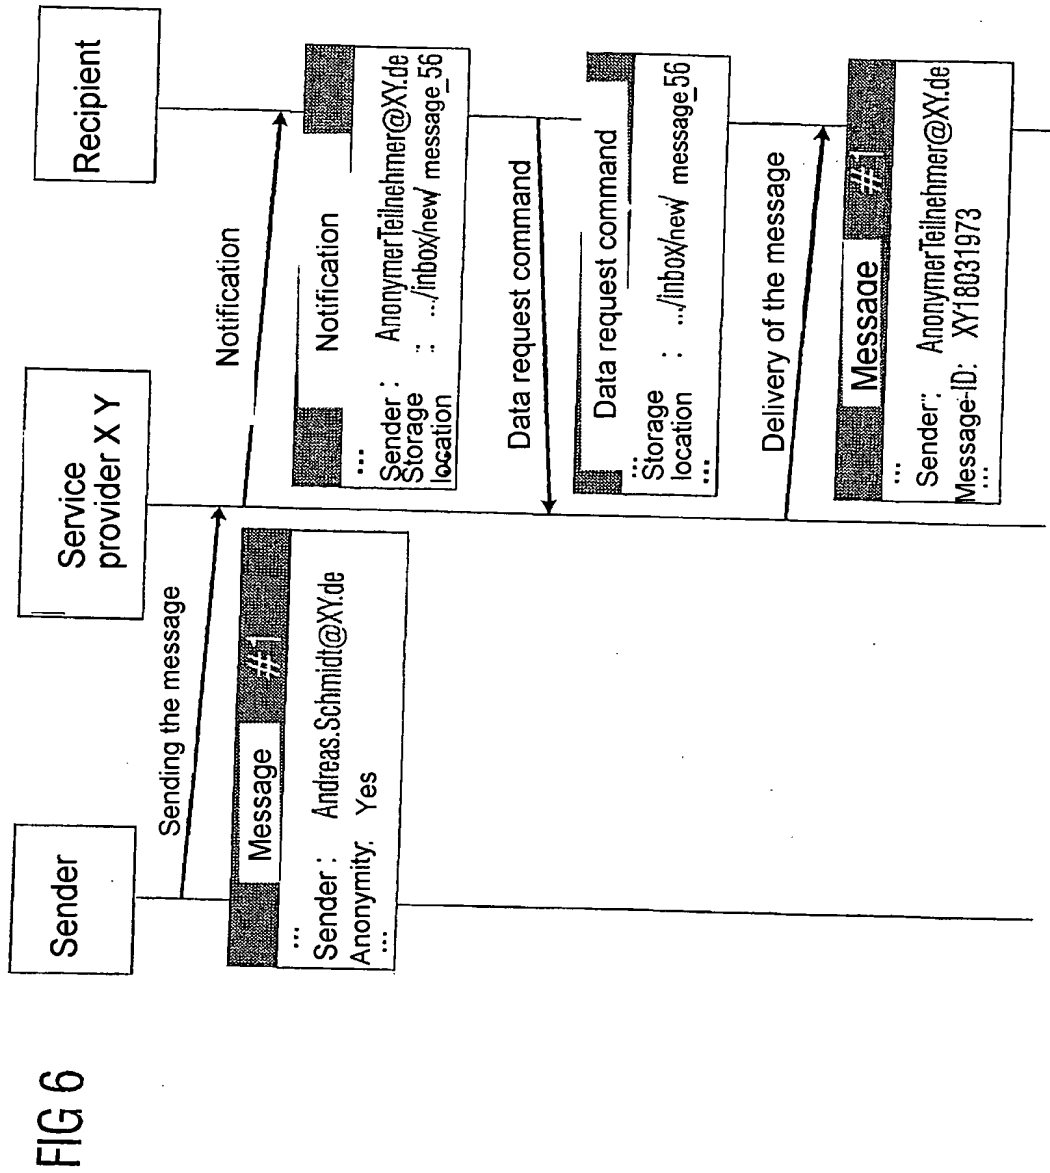 FIG 6
Sender
Service
provider X Y
Recipient
Sending the message
Message #1
...
Sender : Andreas.Schmidt@XY.de
Anonymity: Yes
...
Notification
Notification
...
Sender : AnonymerTeilnehmer@XY.de
Storage
location : .../inbox/new/ message_56
...
Data request command
Data request command
...
Storage
location : .../inbox/new/ message_56
...
Delivery of the message
Message #1
...
Sender: AnonymerTeilnehmer@XY.de
Message-ID: XY18031973
...